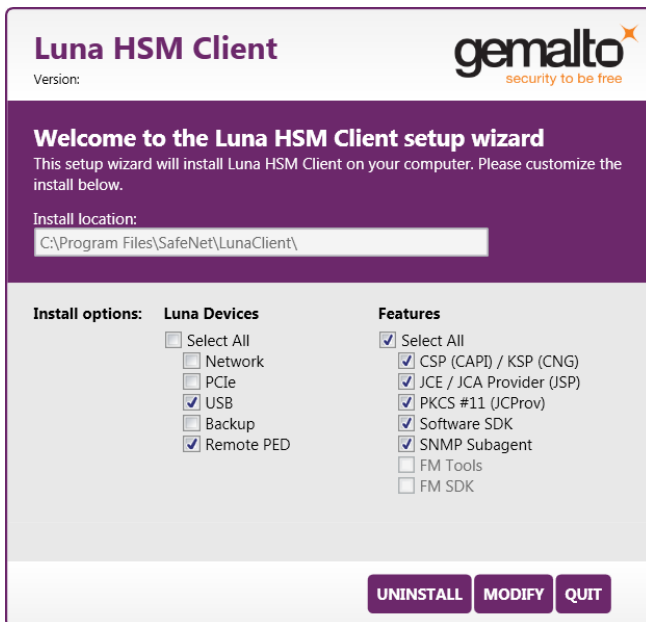 Luna HSM Client
Version:
gemalto
security to be free
Welcome to the Luna HSM Client setup wizard
This setup wizard will install Luna HSM Client on your computer. Please customize the
install below.
Install location:
C:\Program Files\SafeNet\LunaClient\
Install options:
Luna Devices
Select All
Network
PCIe
USB
Backup
Remote PED
Features
Select All
CSP (CAPI) / KSP (CNG)
JCE / JCA Provider (JSP)
PKCS #11 (JCProv)
Software SDK
SNMP Subagent
FM Tools
FM SDK
UNINSTALL
MODIFY
QUIT